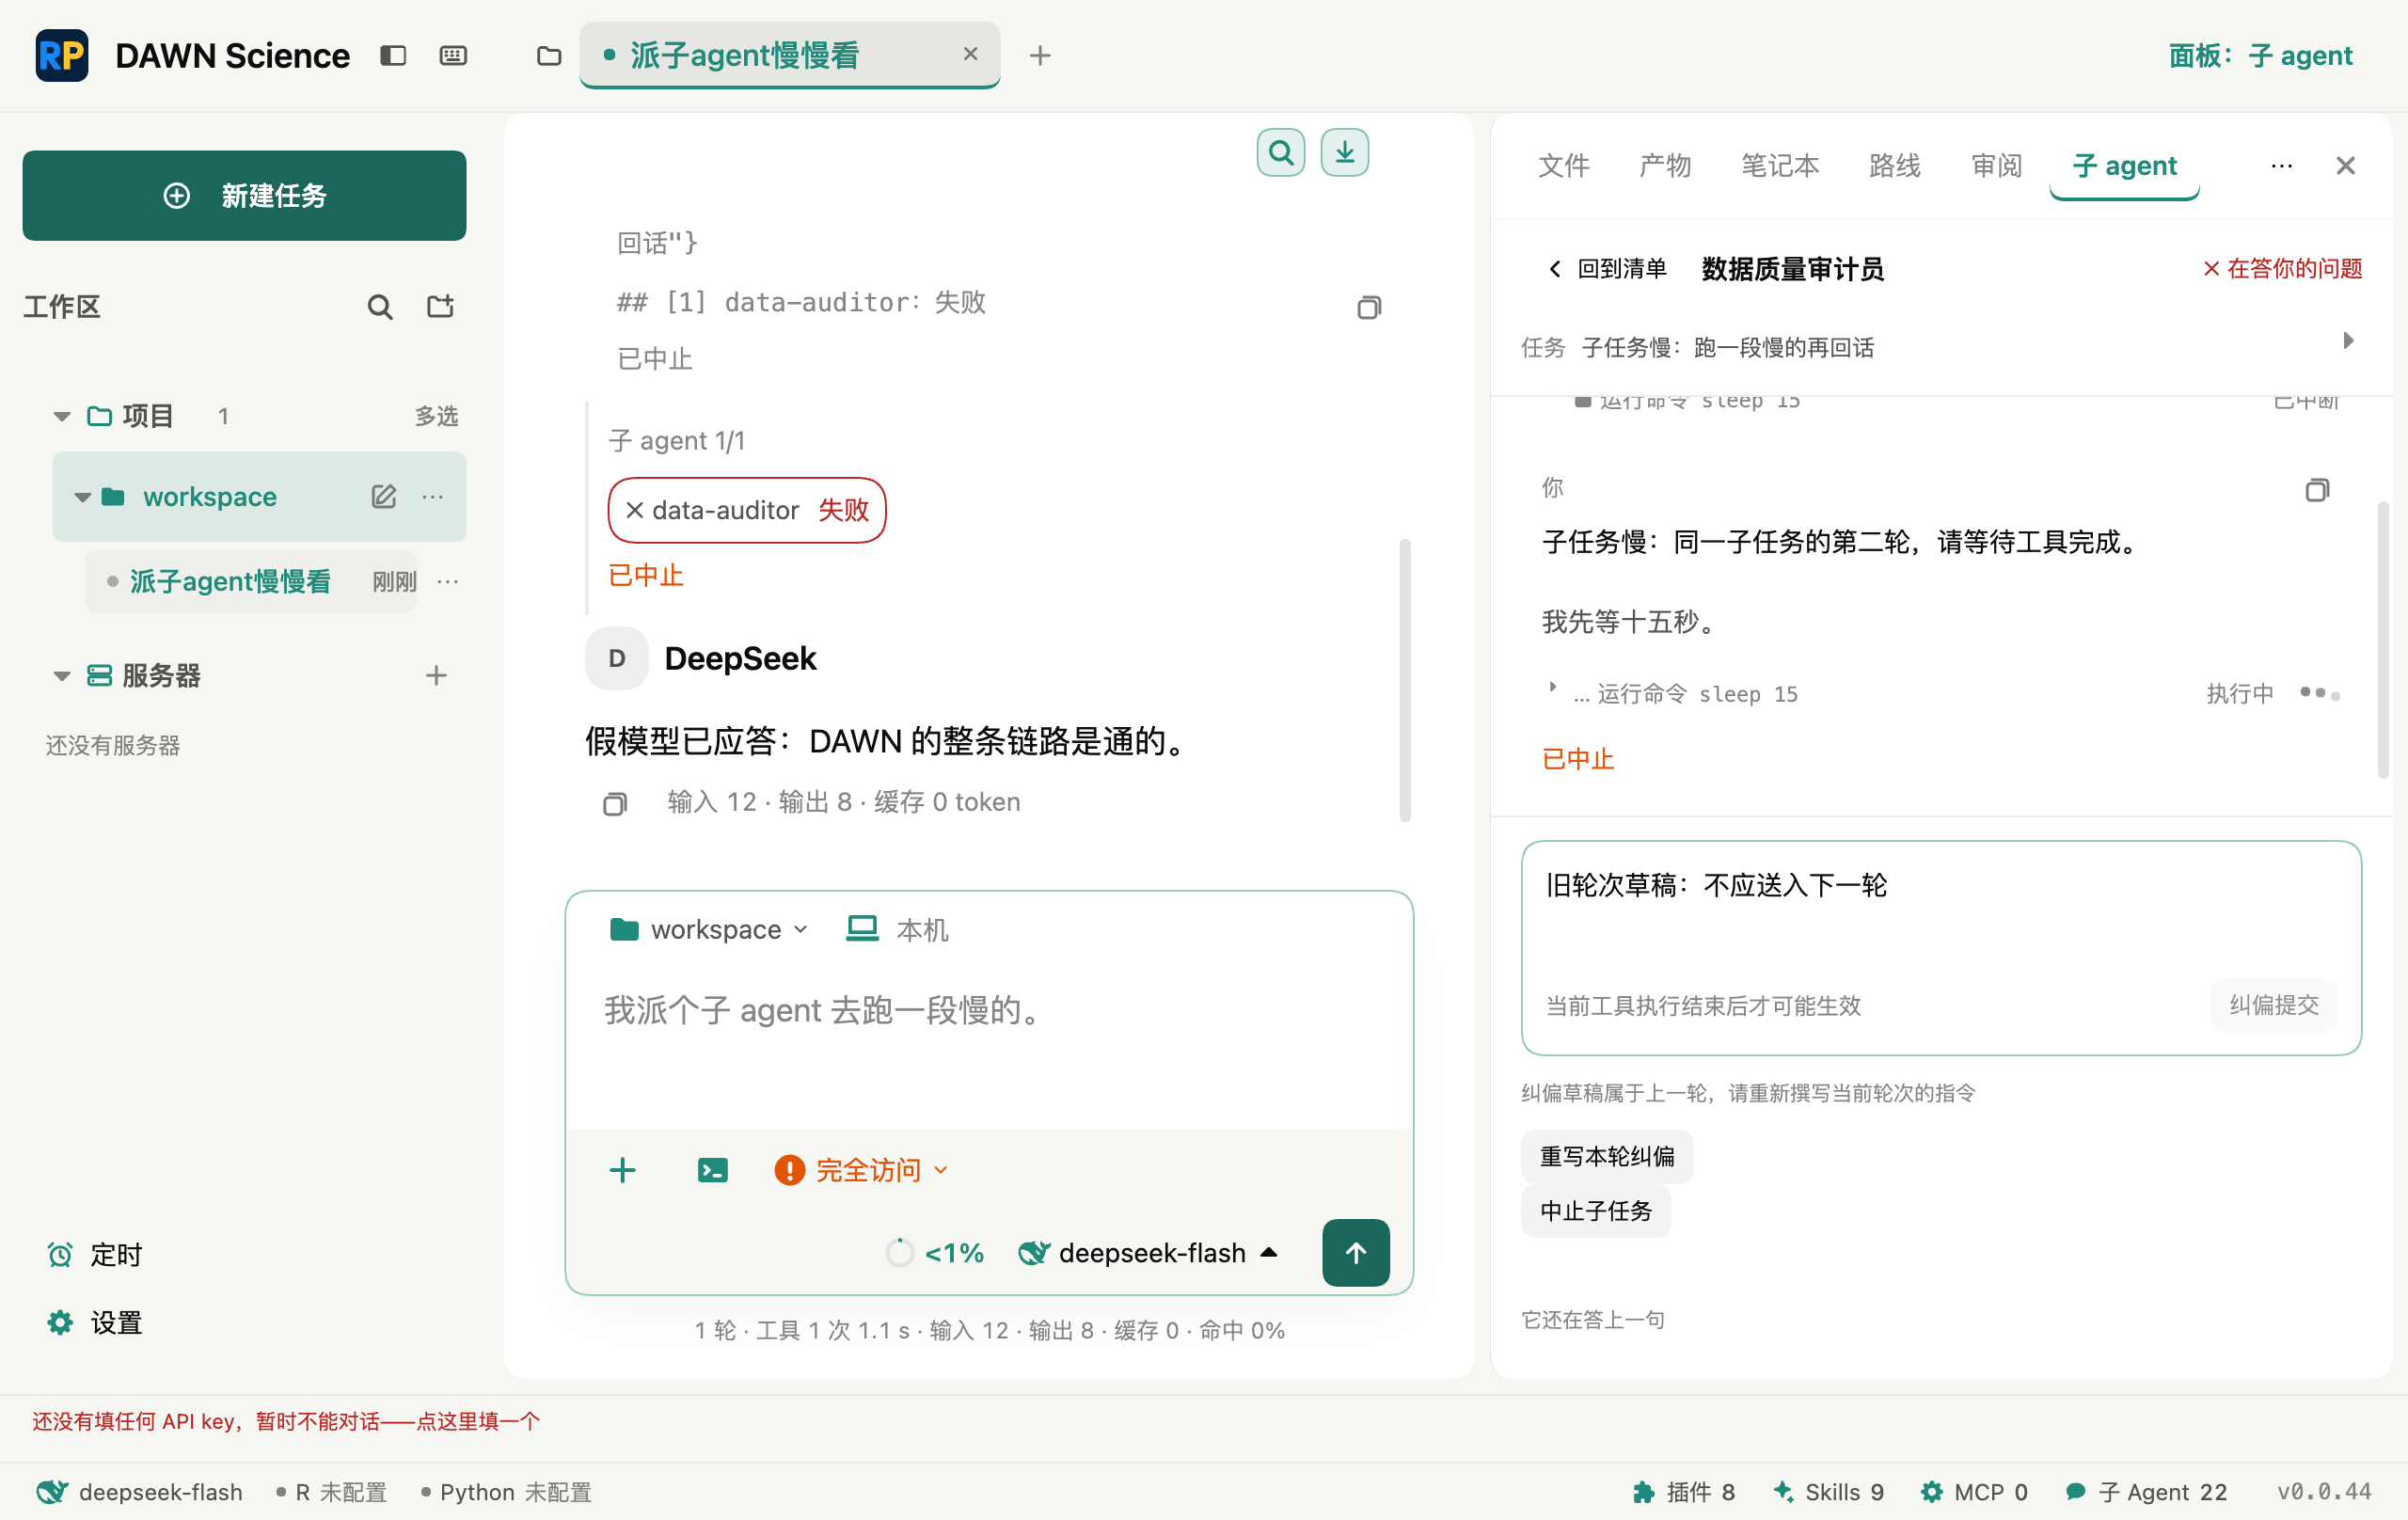 RP DAWN Science
派子agent慢慢看
面板：子 agent
新建任务
工作区
项目 1 多选
workspace
派子agent慢慢看 刚刚
服务器
还没有服务器
定时
设置
回话"}
## [1] data-auditor: 失败
已中止
子 agent 1/1
data-auditor 失败
已中止
D DeepSeek
假模型已应答：DAWN 的整条链路是通的。
输入 12 · 输出 8 · 缓存 0 token
workspace 本机
我派个子 agent 去跑一段慢的。
完全访问
<1% deepseek-flash
1 轮 · 工具 1 次 1.1 s · 输入 12 · 输出 8 · 缓存 0 · 命中 0%
文件 产物 笔记本 路线 审阅 子 agent ···
回到清单 数据质量审计员 在答你的问题
任务 子任务慢：跑一段慢的再回话
运行命令 sleep 15 已中断
你
子任务慢：同一子任务的第二轮，请等待工具完成。
我先等十五秒。
... 运行命令 sleep 15 执行中
已中止
旧轮次草稿：不应送入下一轮
当前工具执行结束后才可能生效 纠偏提交
纠偏草稿属于上一轮，请重新撰写当前轮次的指令
重写本轮纠偏
中止子任务
它还在答上一句
还没有填任何 API key，暂时不能对话——点这里填一个
deepseek-flash R 未配置 Python 未配置
插件 8 Skills 9 MCP 0 子 Agent 22 v0.0.44